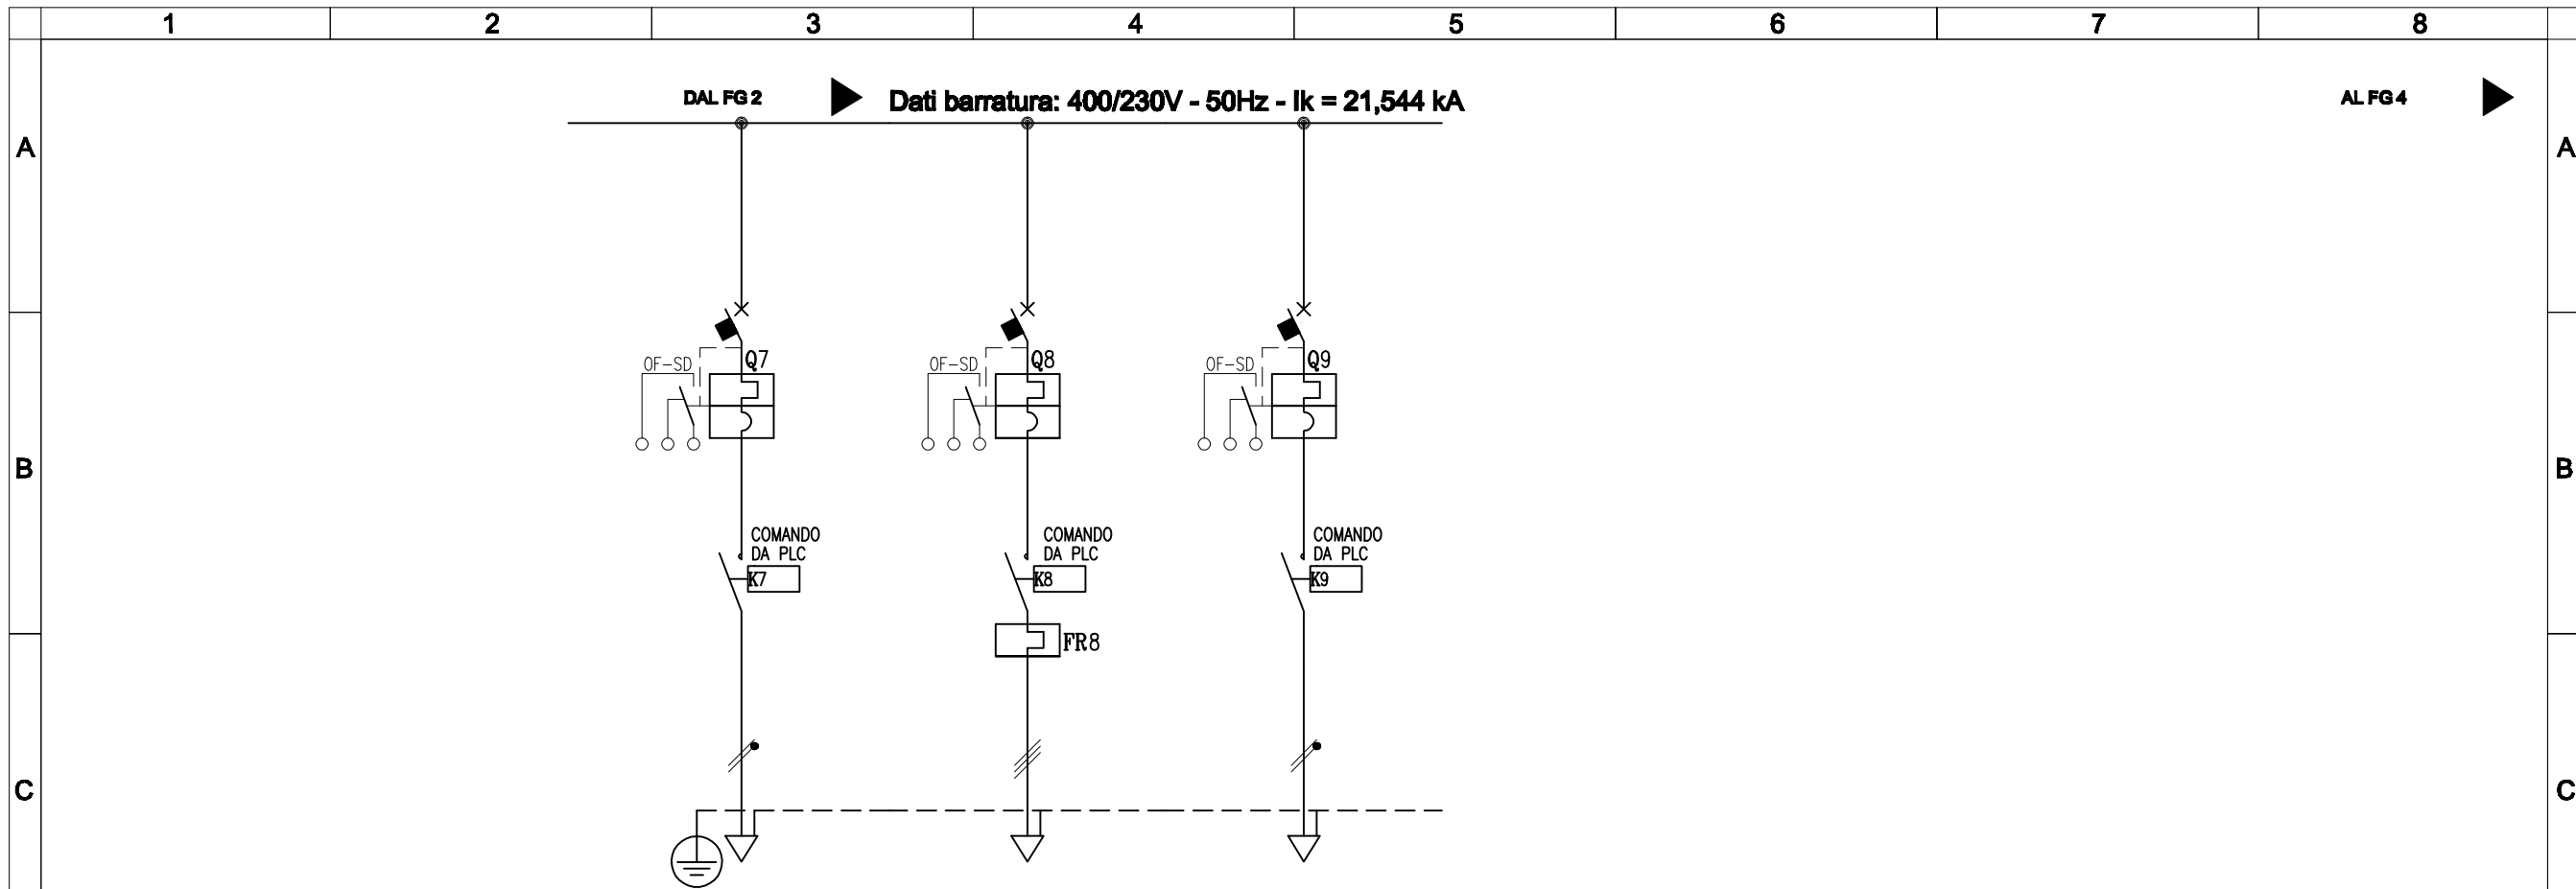 1 2 3 4 5 6 7 8
DAL FG 2 Dati barratura: 400/230V - 50Hz - Ik = 21,544 kA AL FG 4
A A
OF-SD Q7 OF-SD Q8 OF-SD Q9
B B
COMANDO COMANDO COMANDO
DA PLC DA PLC DA PLC
K7 K8 K9
FR8
C C